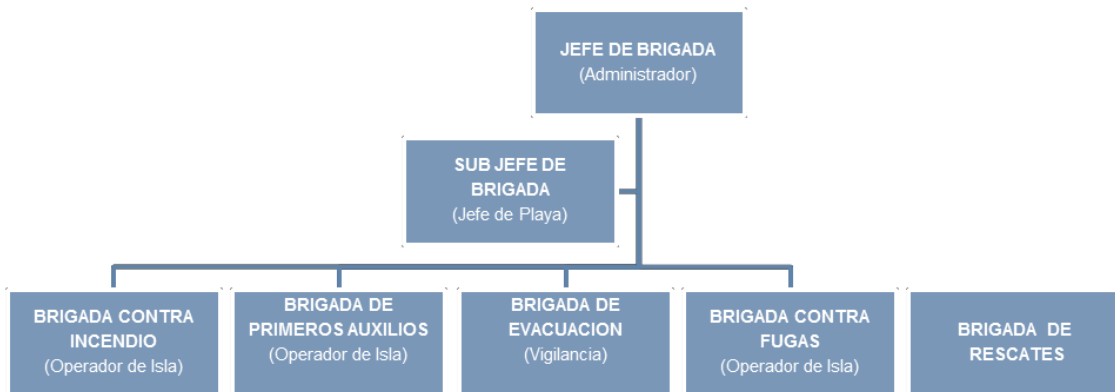 JEFE DE BRIGADA
(Administrador)
SUB JEFE DE
BRIGADA
(Jefe de Playa)
BRIGADA CONTRA
INCENDIO
(Operador de Isla)
BRIGADA DE
PRIMEROS AUXILIOS
(Operador de Isla)
BRIGADA DE
EVACUACION
(Vigilancia)
BRIGADA CONTRA
FUGAS
(Operador de Isla)
BRIGADA DE
RESCATES